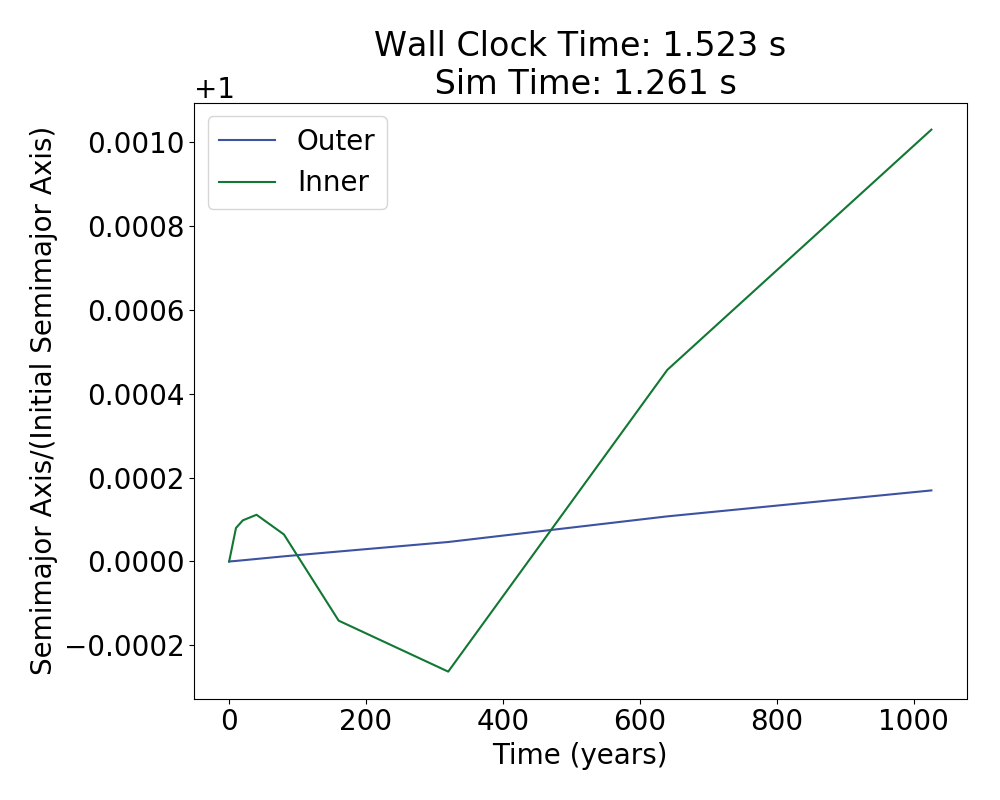 Wall Clock Time: 1.523 s
Sim Time: 1.261 s
+1
Outer
Inner
0.0010
0.0008
0.0006
0.0004
0.0002
0.0000
−0.0002
Semimajor Axis/(Initial Semimajor Axis)
0 200 400 600 800 1000
Time (years)